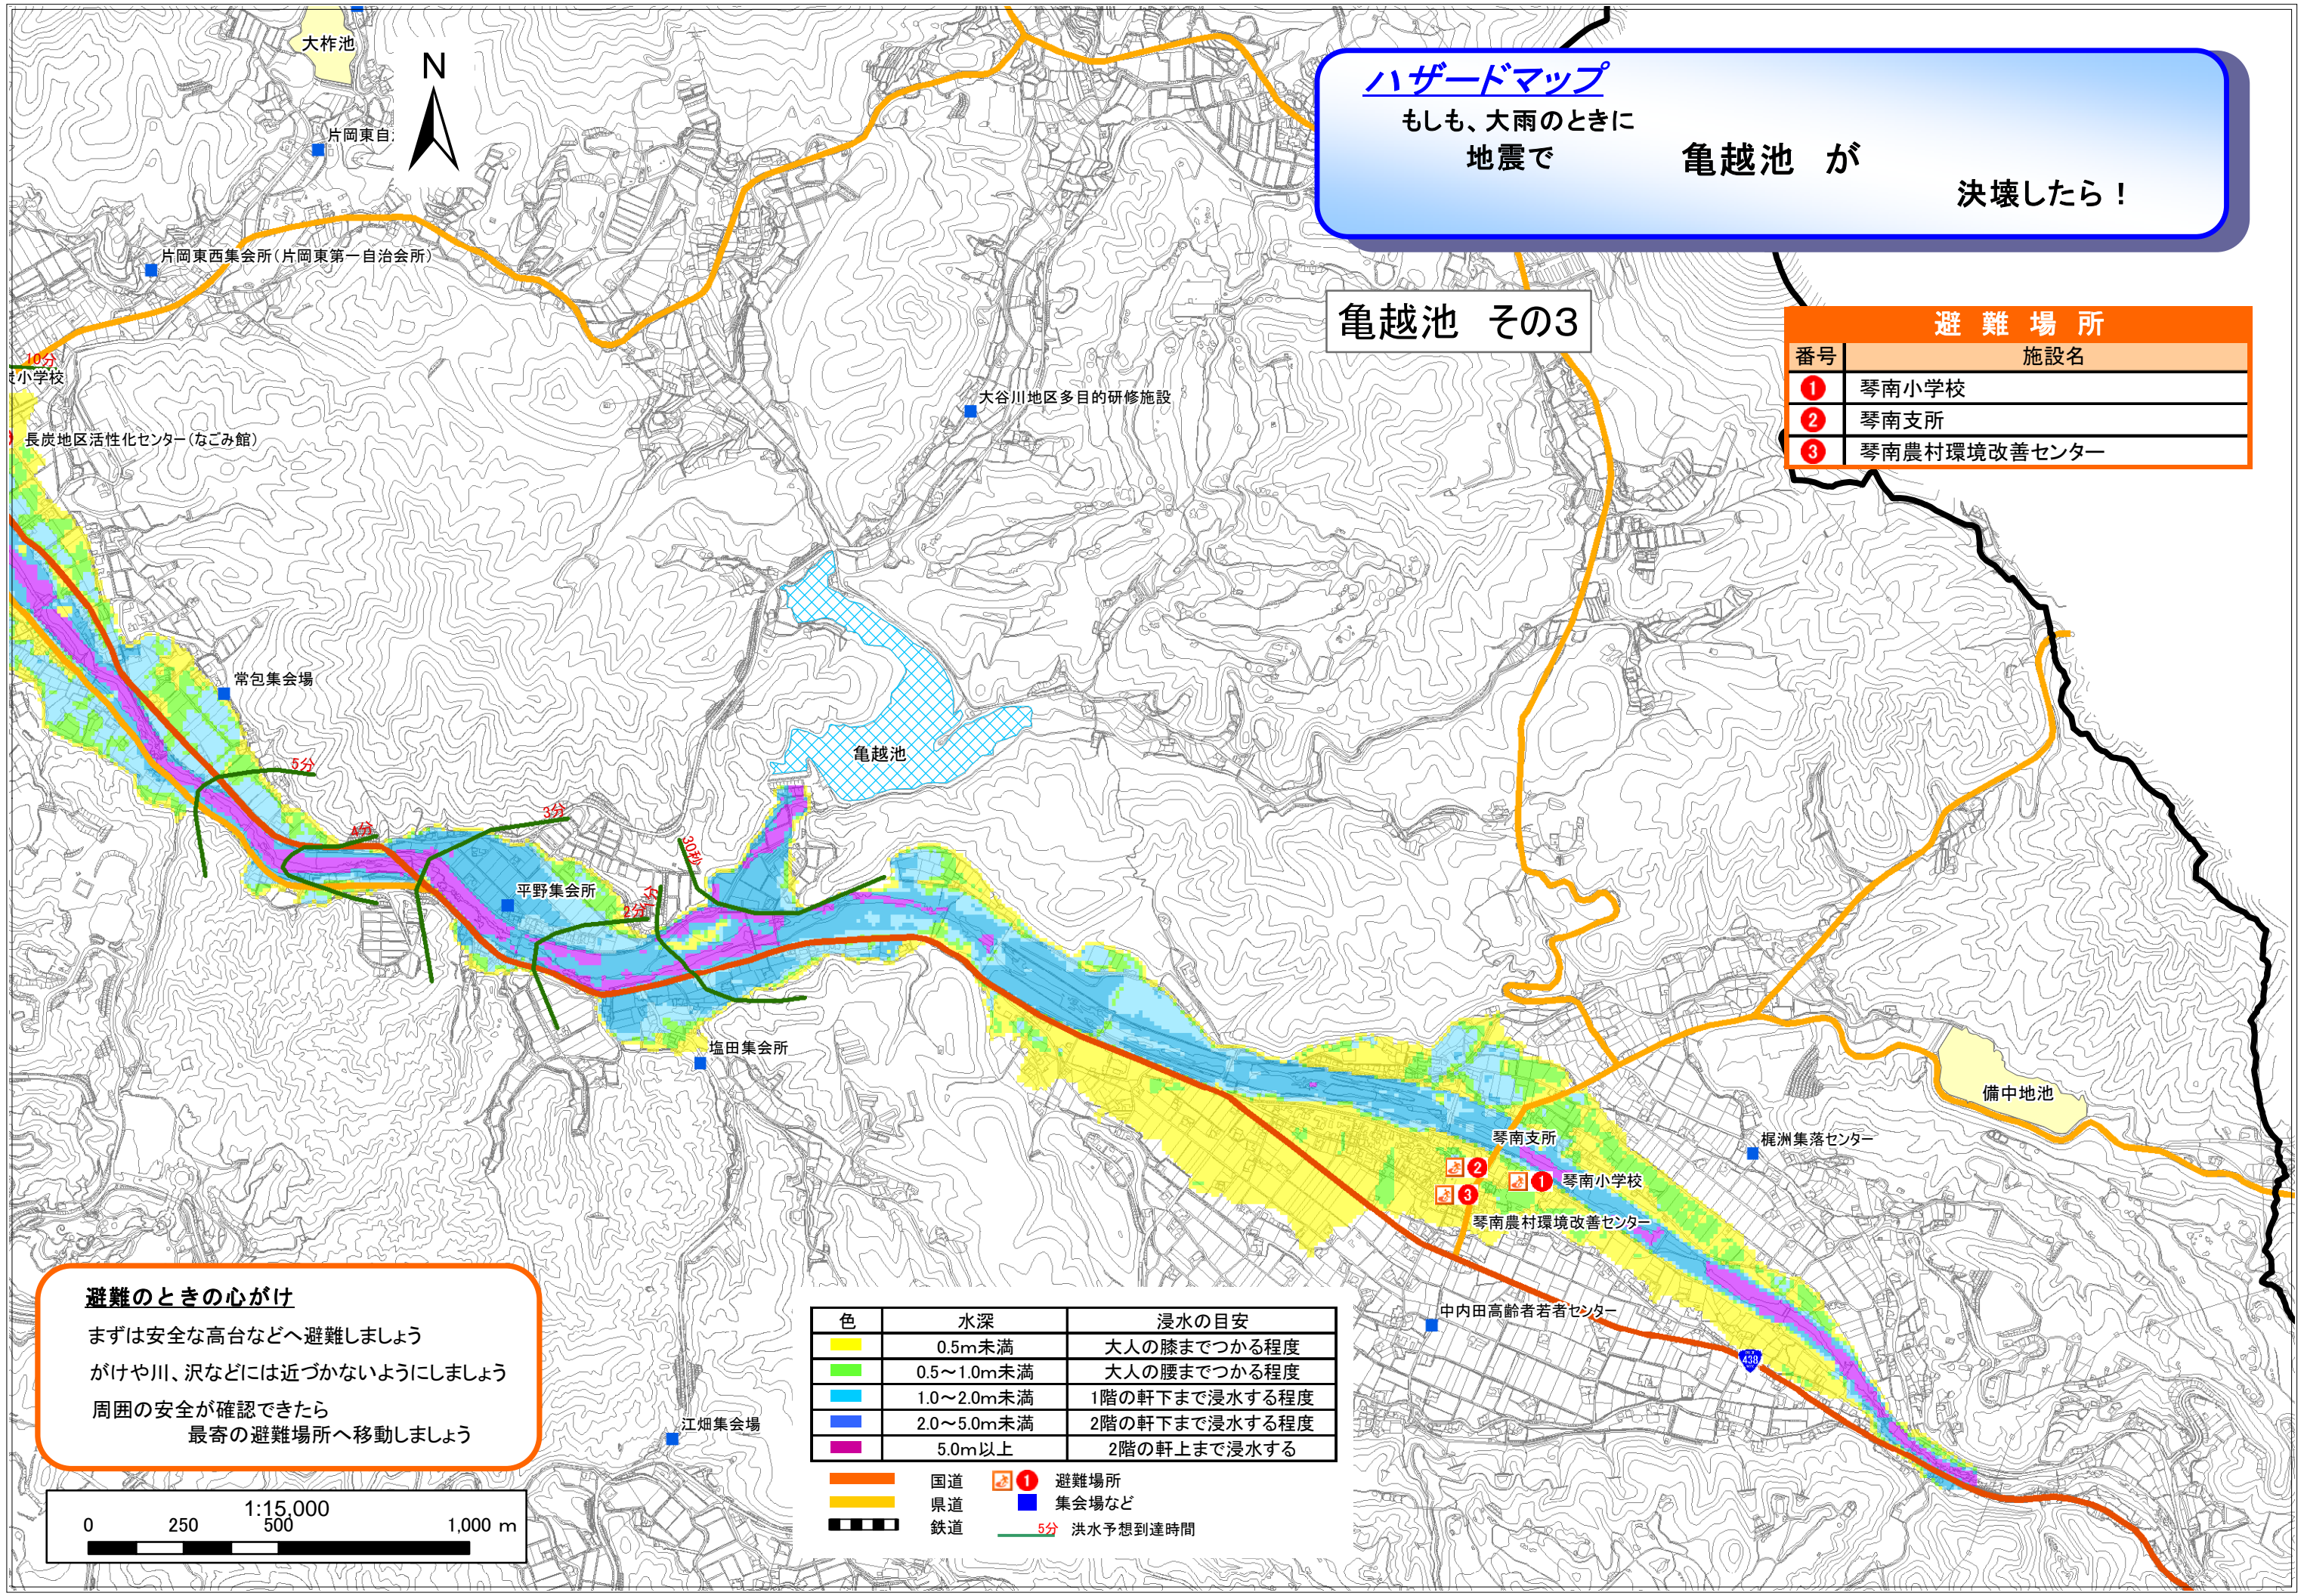 ハザードマップ
もしも、大雨のときに
地震で
亀越池 が
決壊したら！
亀越池 その3
避難場所
番号 施設名
1 琴南小学校
2 琴南支所
3 琴南農村環境改善センター
N
大柞池
片岡東自
片岡東西集会所(片岡東第一自治会所)
10分
小学校
長炭地区活性化センター(なごみ館)
大谷川地区多目的研修施設
常包集会場
亀越池
5分
4分
3分
30秒
平野集会所
2分
塩田集会所
備中地池
琴南支所
梶洲集落センター
2
1
琴南小学校
3
琴南農村環境改善センター
中内田高齢者若者センター
438
江畑集会場
避難のときの心がけ
まずは安全な高台などへ避難しましょう
がけや川、沢などには近づかないようにしましょう
周囲の安全が確認できたら
最寄の避難場所へ移動しましょう
1:15,000
0 250 500 1,000 m
色 水深 浸水の目安
0.5m未満 大人の膝までつかる程度
0.5～1.0m未満 大人の腰までつかる程度
1.0～2.0m未満 1階の軒下まで浸水する程度
2.0～5.0m未満 2階の軒下まで浸水する程度
5.0m以上 2階の軒上まで浸水する
国道 1 避難場所
県道 集会場など
鉄道 5分 洪水予想到達時間